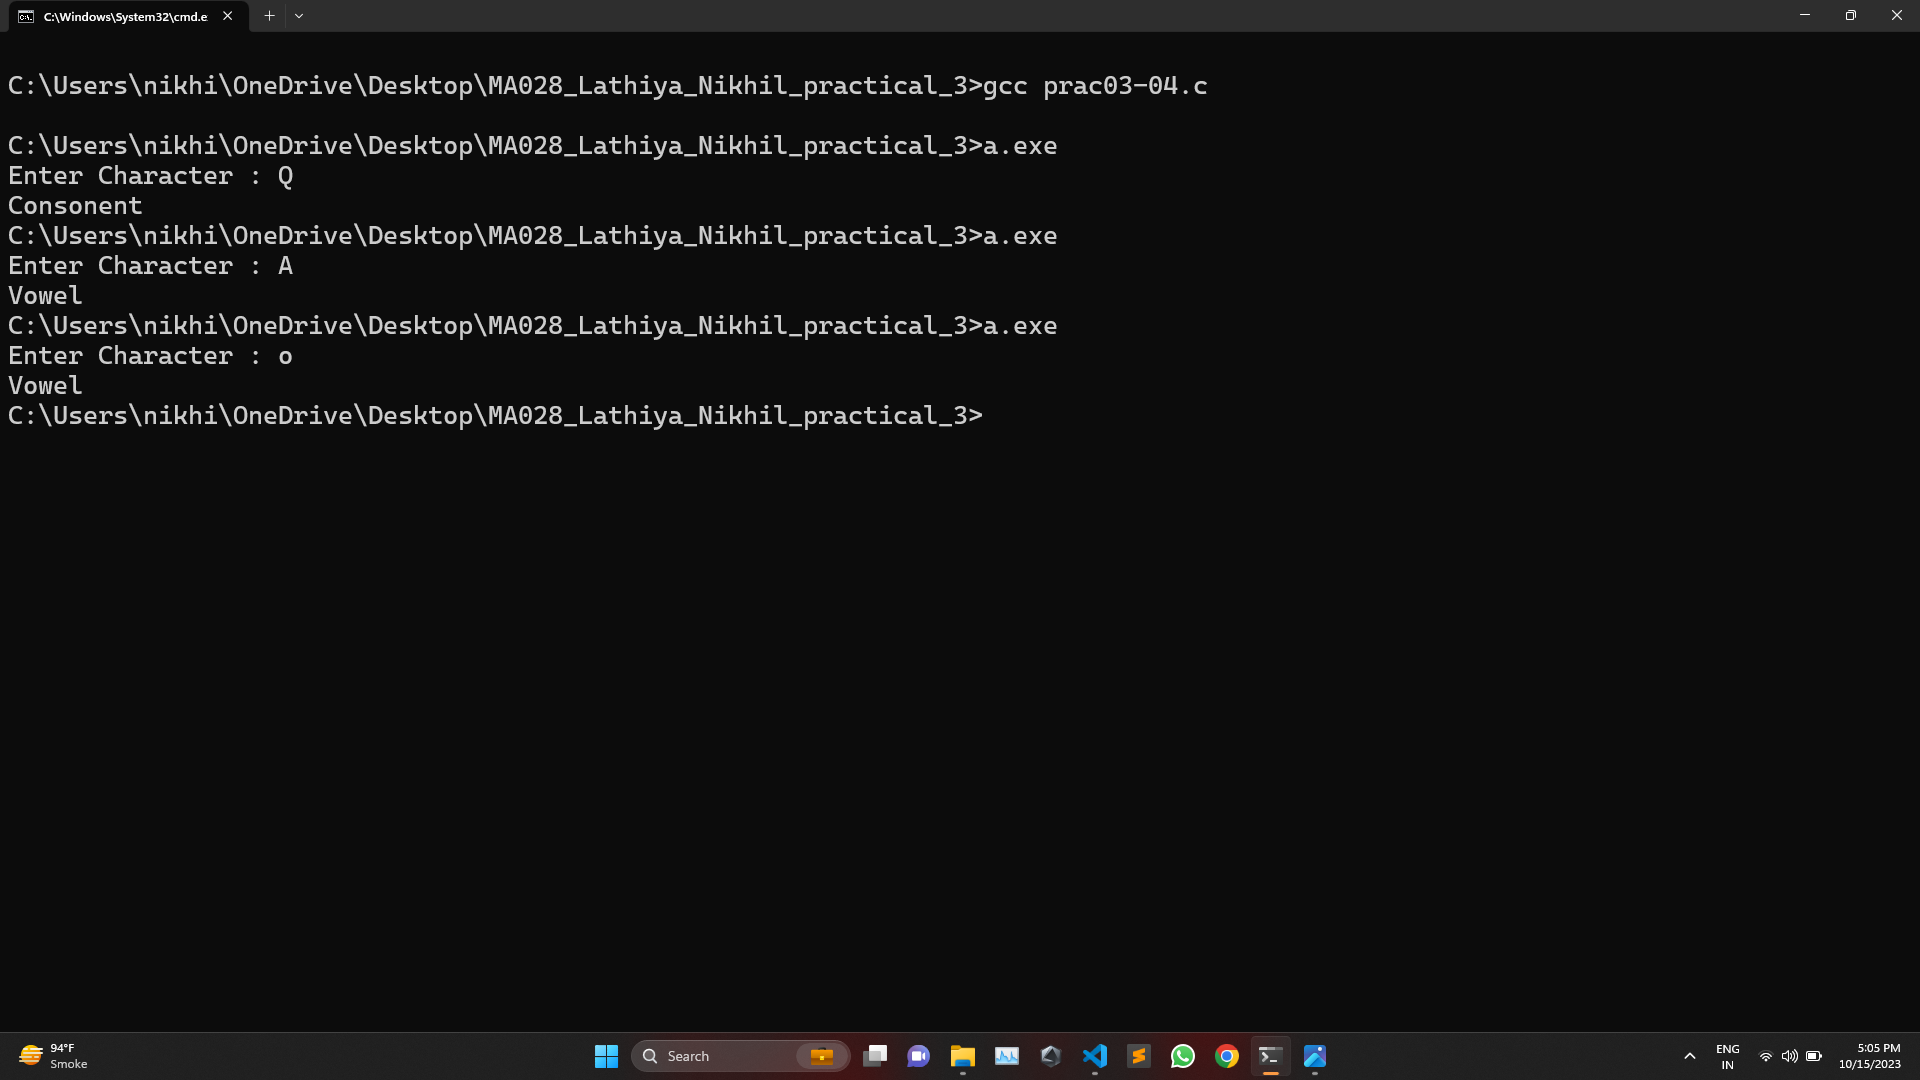 C:\Windows\System32\cmd.e
C:\Users\nikhi\OneDrive\Desktop\MA028_Lathiya_Nikhil_practical_3>gcc prac03-04.c
C:\Users\nikhi\OneDrive\Desktop\MA028_Lathiya_Nikhil_practical_3>a.exe
Enter Character : Q
Consonent
C:\Users\nikhi\OneDrive\Desktop\MA028_Lathiya_Nikhil_practical_3>a.exe
Enter Character : A
Vowel
C:\Users\nikhi\OneDrive\Desktop\MA028_Lathiya_Nikhil_practical_3>a.exe
Enter Character : o
Vowel
C:\Users\nikhi\OneDrive\Desktop\MA028_Lathiya_Nikhil_practical_3>
94°F
Smoke
Search
ENG
IN
5:05 PM
10/15/2023